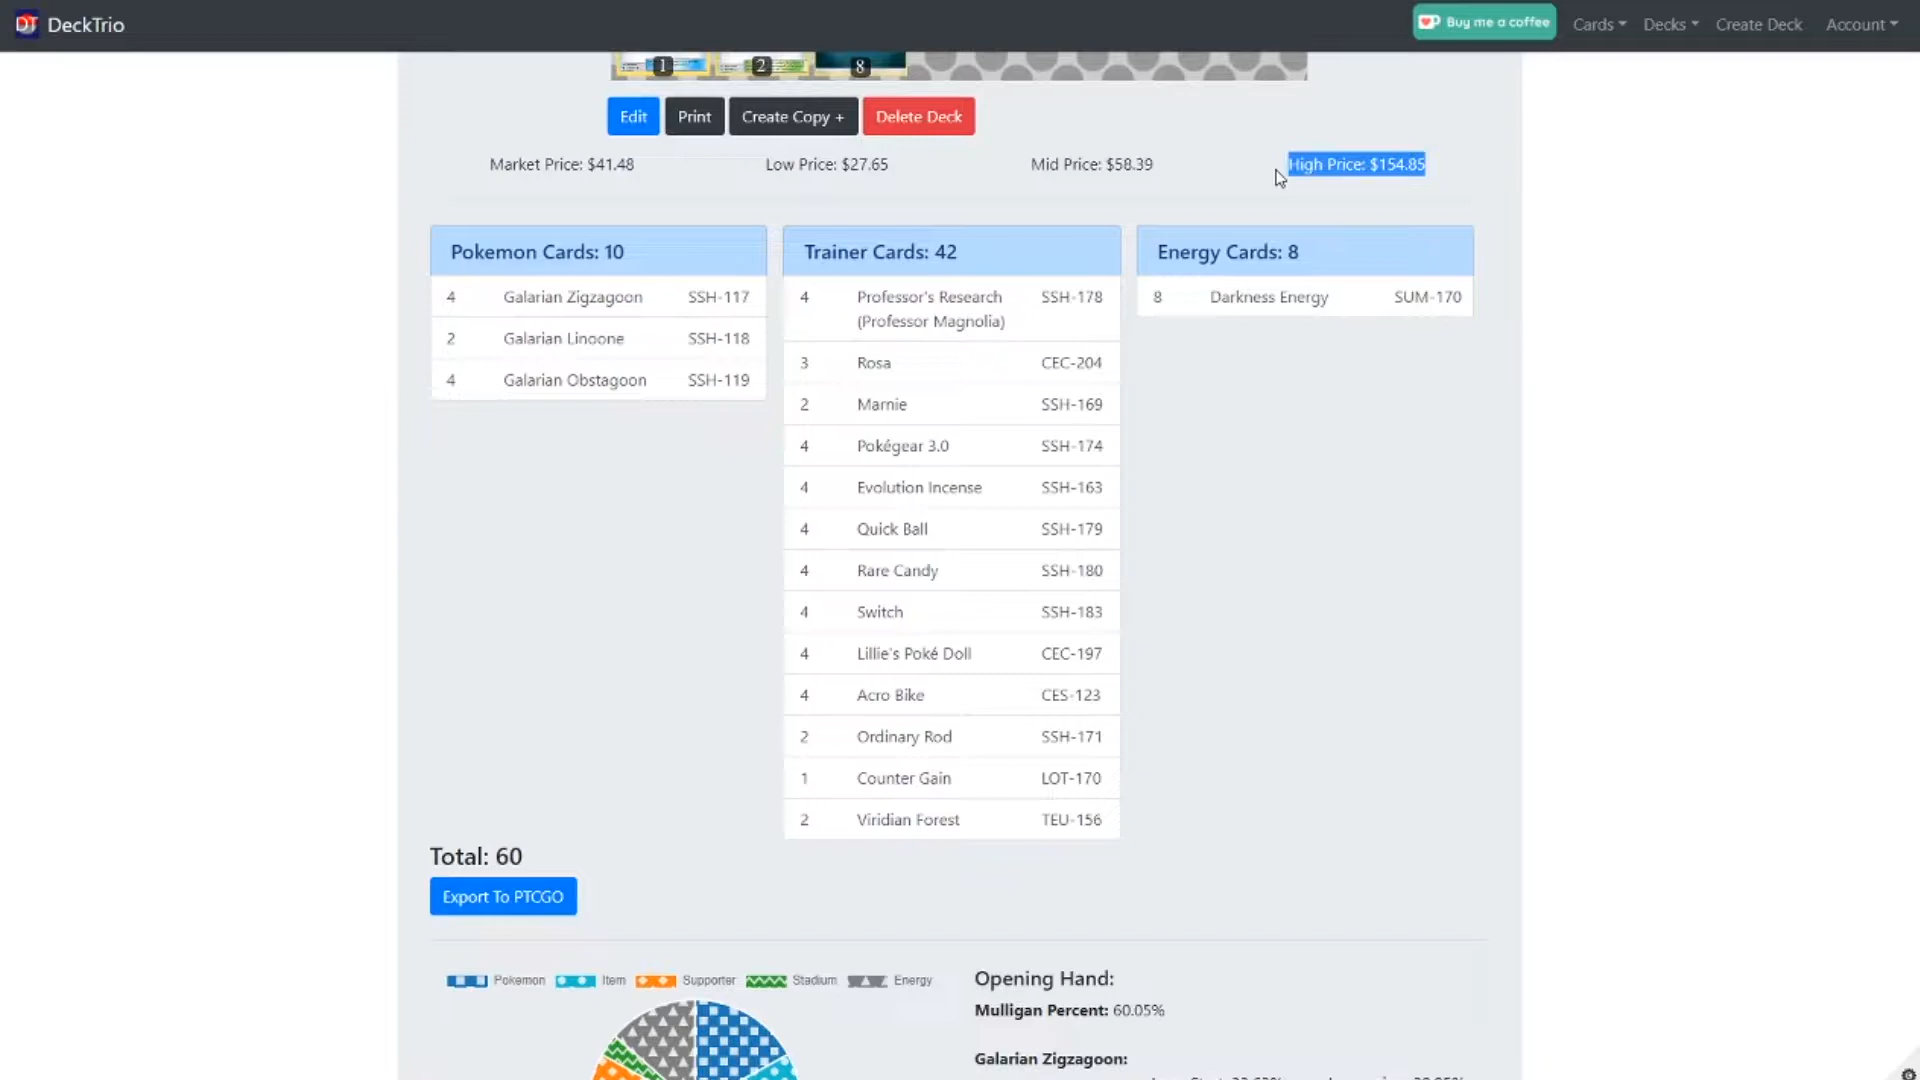 DT DeckTrio
Buy me a coffee Cards Decks Create Deck Account
1 2 8
Edit Print Create Copy + Delete Deck
Market Price: $41.48 Low Price: $27.65 Mid Price: $58.39 High Price: $154.85
Pokemon Cards: 10
4 Galarian Zigzagoon SSH-117
2 Galarian Linoone SSH-118
4 Galarian Obstagoon SSH-119
Trainer Cards: 42
4 Professor's Research SSH-178
(Professor Magnolia)
3 Rosa CEC-204
2 Marnie SSH-169
4 Pokégear 3.0 SSH-174
4 Evolution Incense SSH-163
4 Quick Ball SSH-179
4 Rare Candy SSH-180
4 Switch SSH-183
4 Lillie's Poké Doll CEC-197
4 Acro Bike CES-123
2 Ordinary Rod SSH-171
1 Counter Gain LOT-170
2 Viridian Forest TEU-156
Energy Cards: 8
8 Darkness Energy SUM-170
Total: 60
Export To PTCGO
Pokemon Item Supporter Stadium Energy
Opening Hand:
Mulligan Percent: 60.05%
Galarian Zigzagoon: